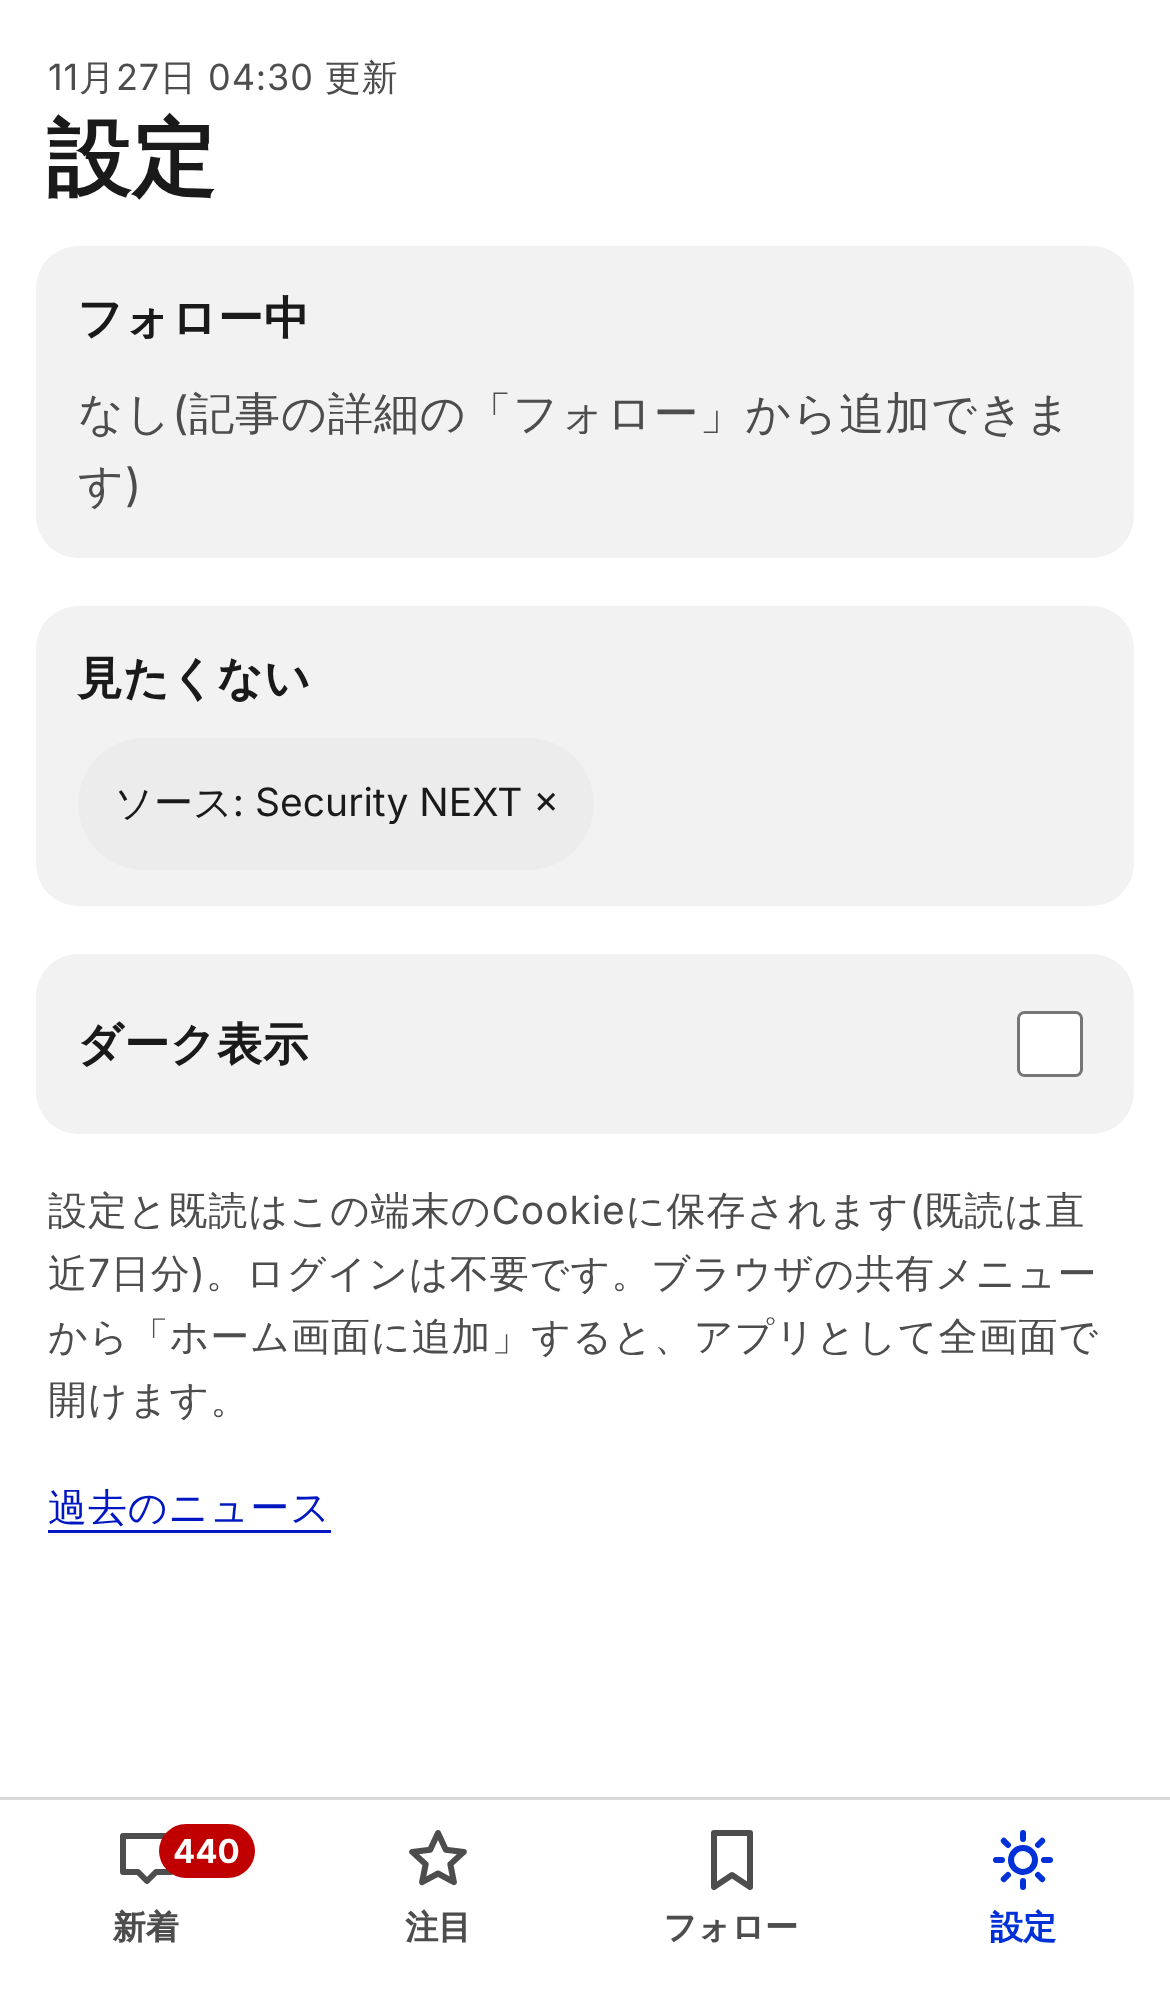 11月27日 04:30 更新
設定
フォロー中
なし(記事の詳細の「フォロー」から追加できま
す)
見たくない
ソース: Security NEXT ×
ダーク表示
設定と既読はこの端末のCookieに保存されます(既読は直
近7日分)。ログインは不要です。ブラウザの共有メニュー
から「ホーム画面に追加」すると、アプリとして全画面で
開けます。
過去のニュース
440
新着
注目
フォロー
設定